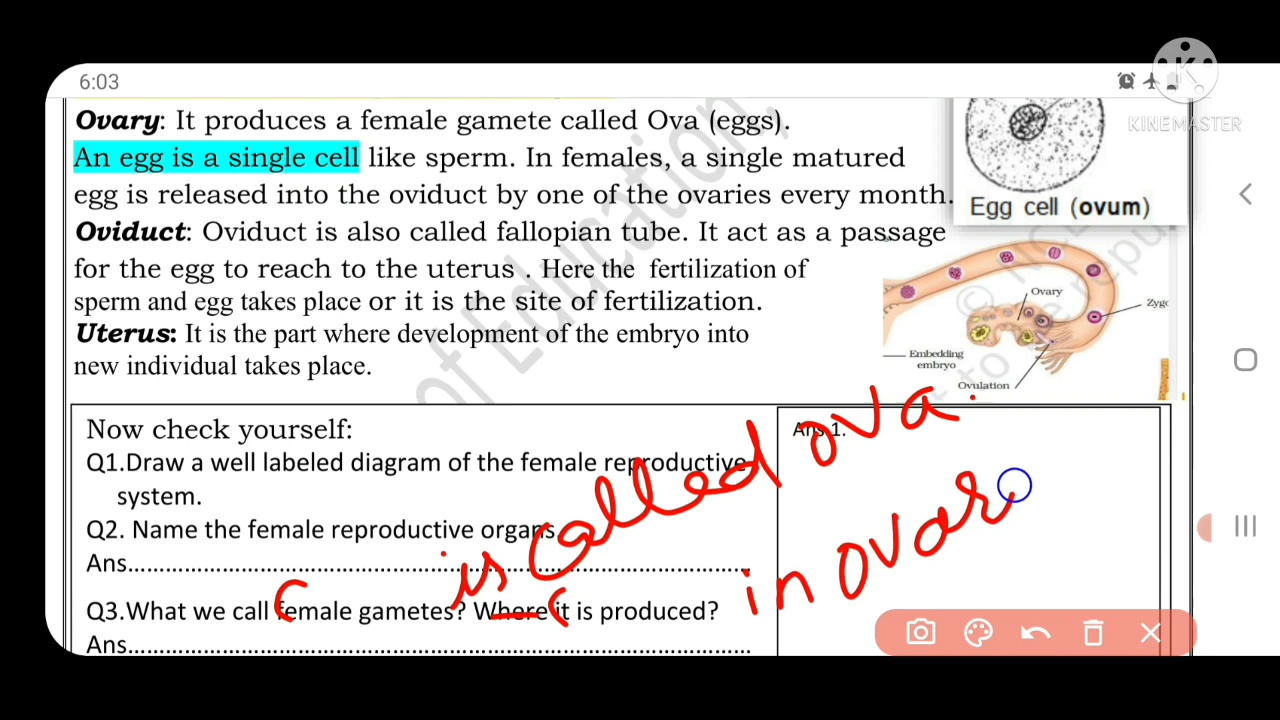 6:03
KINEMASTER
Ovary: It produces a female gamete called Ova (eggs).
An egg is a single cell like sperm. In females, a single matured
egg is released into the oviduct by one of the ovaries every month.
Egg cell (ovum)
Oviduct: Oviduct is also called fallopian tube. It act as a passage
for the egg to reach to the uterus . Here the fertilization of
sperm and egg takes place or it is the site of fertilization.
Uterus: It is the part where development of the embryo into
new individual takes place.
Ovary
Embedding
embryo
Ovulation
of Education,
Now check yourself:
Q1.Draw a well labeled diagram of the female reproductive
system.
Q2. Name the female reproductive organs.
Ans....................................................................................................
Q3.What we call female gametes? Where it is produced?
Ans....................................................................................................
Ans 1.
is called ova.
in ovar